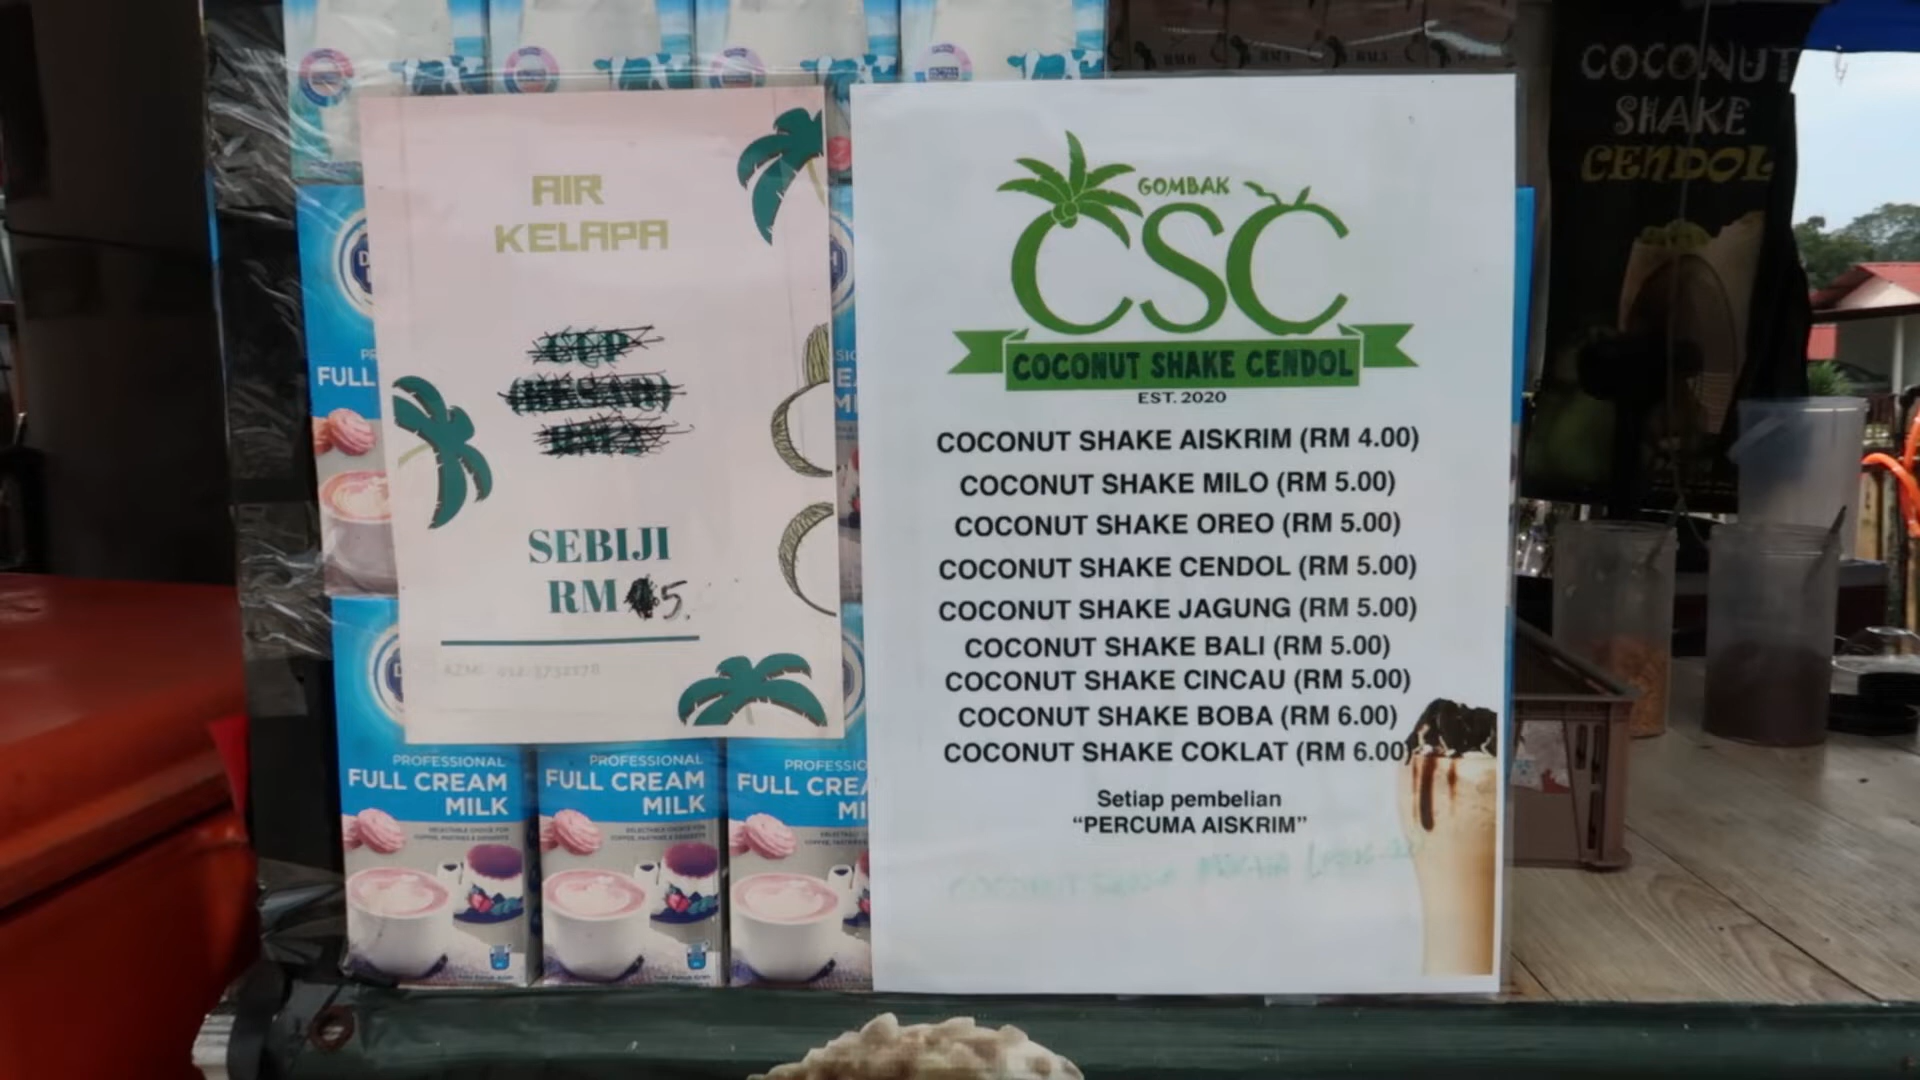 COCONUT
SHAKE
CENDOL
AIR
KELAPA
SEBIJI
RM 5.
GOMBAK
CSC
COCONUT SHAKE CENDOL
EST. 2020
COCONUT SHAKE AISKRIM (RM 4.00)
COCONUT SHAKE MILO (RM 5.00)
COCONUT SHAKE OREO (RM 5.00)
COCONUT SHAKE CENDOL (RM 5.00)
COCONUT SHAKE JAGUNG (RM 5.00)
COCONUT SHAKE BALI (RM 5.00)
COCONUT SHAKE CINCAU (RM 5.00)
COCONUT SHAKE BOBA (RM 6.00)
COCONUT SHAKE COKLAT (RM 6.00)
Setiap pembelian
“PERCUMA AISKRIM”
FULL
PROFESSIONAL
FULL CREAM
MILK
PROFESSIONAL
FULL CREAM
MILK
PROFESSIO
FULL CREA
MI